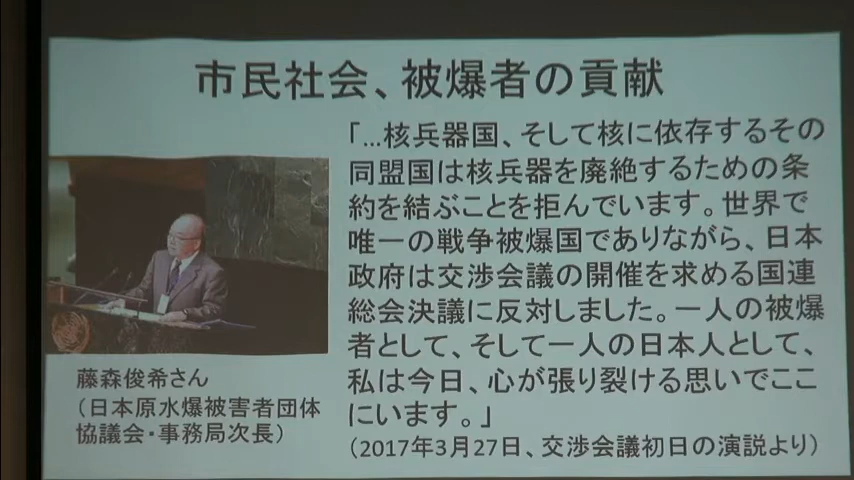 市民社会、被爆者の貢献
「…核兵器国、そして核に依存するその
同盟国は核兵器を廃絶するための条
約を結ぶことを拒んでいます。世界で
唯一の戦争被爆国でありながら、日本
政府は交渉会議の開催を求める国連
総会決議に反対しました。一人の被爆
者として、そして一人の日本人として、
私は今日、心が張り裂ける思いでここ
にいます。」
(2017年3月27日、交渉会議初日の演説より)
藤森俊希さん
(日本原水爆被害者団体
協議会・事務局次長)